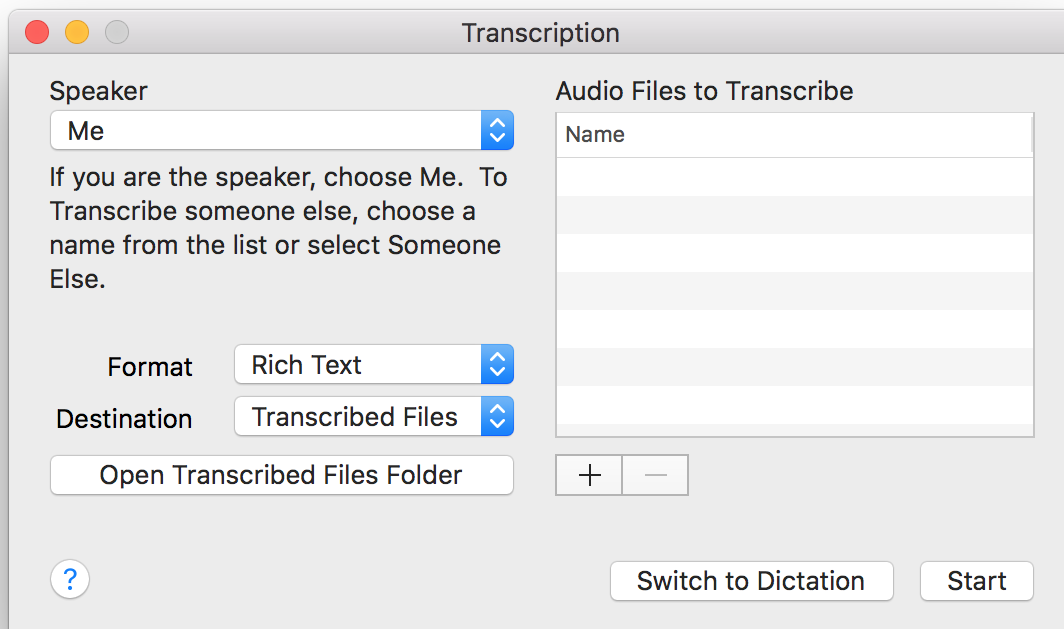 Transcription
Speaker
Me
If you are the speaker, choose Me.  To
Transcribe someone else, choose a
name from the list or select Someone
Else.
Format
Rich Text
Destination
Transcribed Files
Open Transcribed Files Folder
?
Audio Files to Transcribe
Name
Switch to Dictation
Start